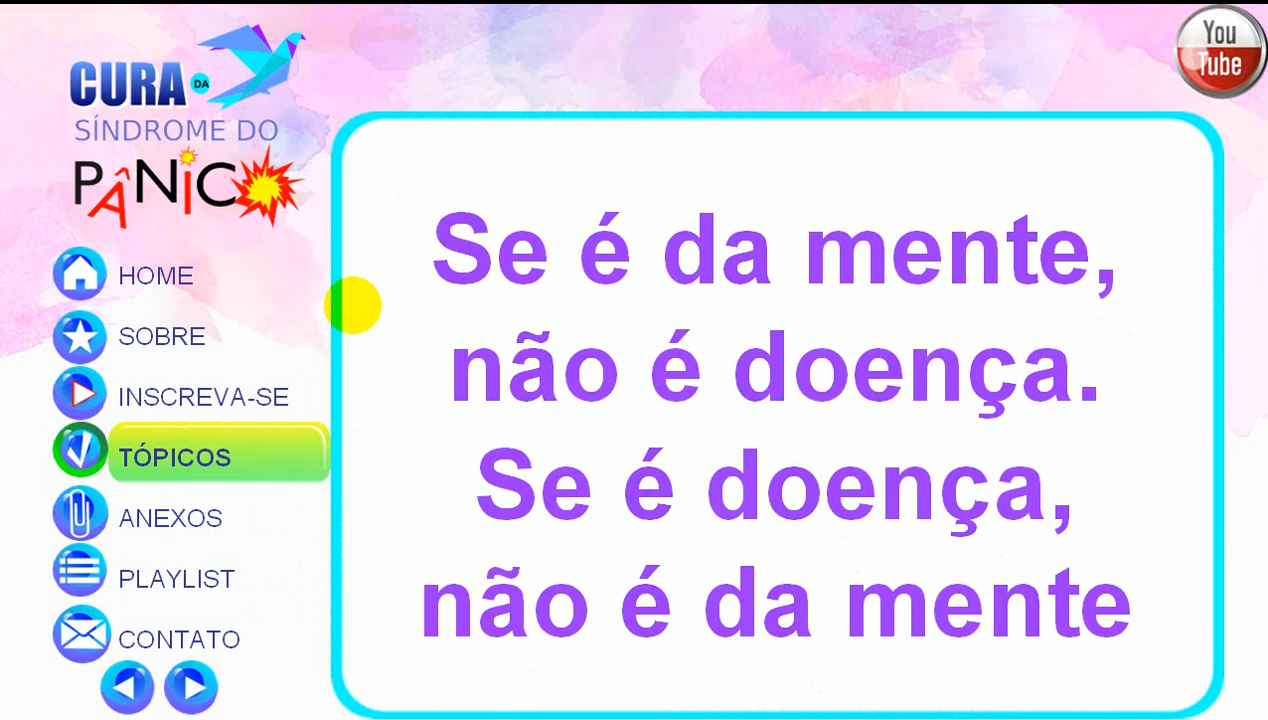 You
Tube
CURA DA
SÍNDROME DO
PÂNICO
HOME
SOBRE
INSCREVA-SE
TÓPICOS
ANEXOS
PLAYLIST
CONTATO
Se é da mente,
não é doença.
Se é doença,
não é da mente